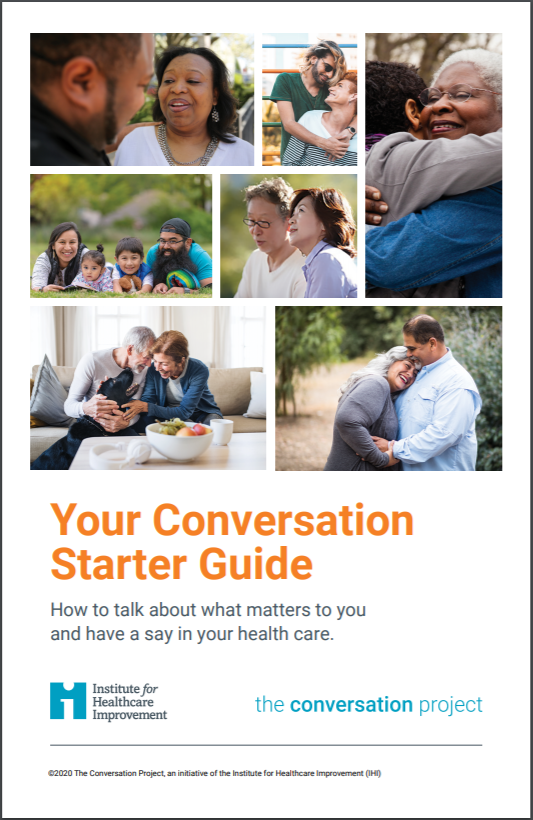 Your Conversation
Starter Guide
How to talk about what matters to you
and have a say in your health care.
Institute for
Healthcare
Improvement
the conversation project
©2020 The Conversation Project, an initiative of the Institute for Healthcare Improvement (IHI)